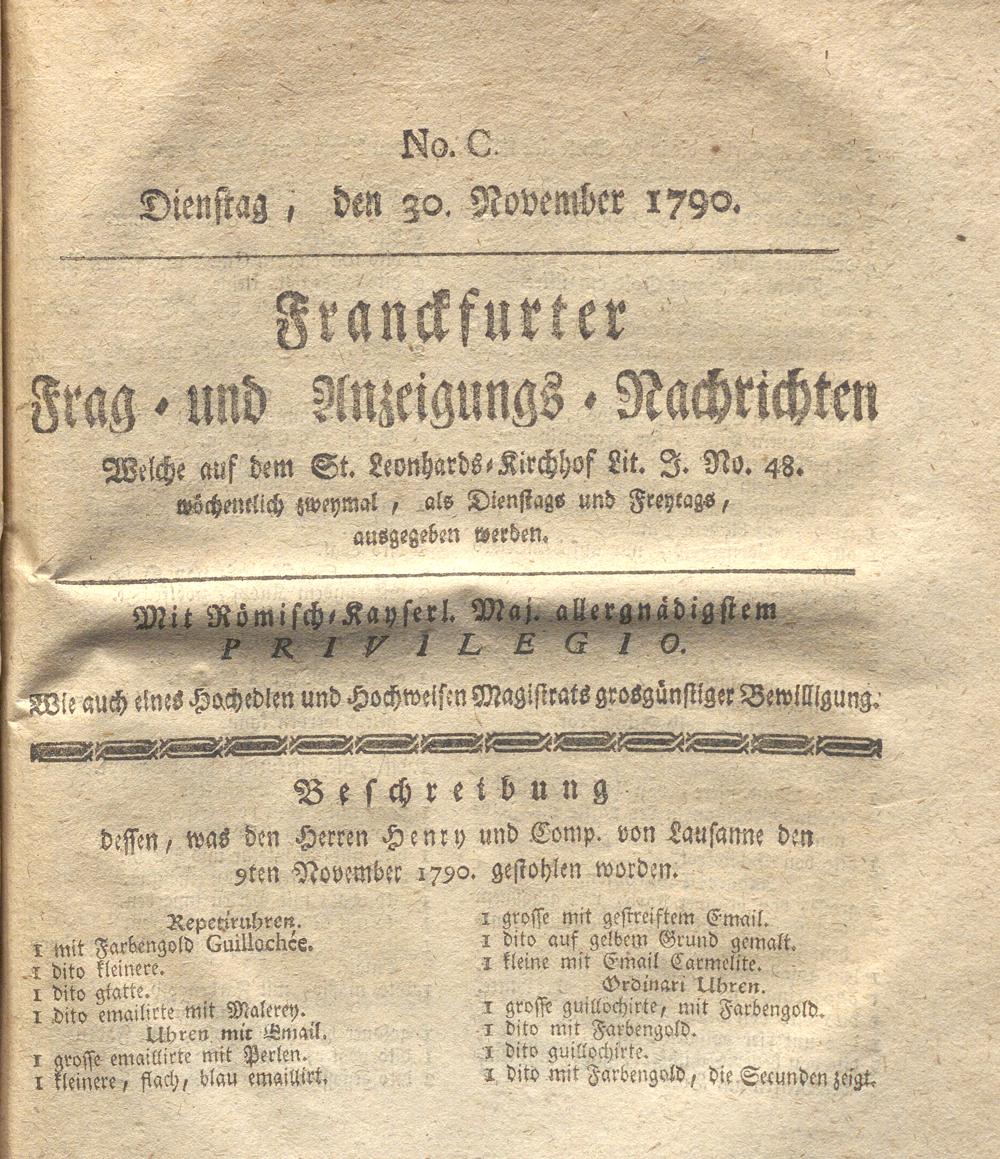 No. C.
Dienstag, den 30. November 1790.
Franckfurter
Frag- und Anzeigungs-Nachrichten
Welche auf dem St. Leonhards-Kirchhof Lit. J. No. 48.
wöchentlich zweymal, als Dienstags und Freytags,
ausgegeben werden.
Mit Römisch-Kayserl. Maj. allergnädigstem
PRIVILEGIO.
Wie auch eines Hochedlen und Hochweisen Magistrats grosgünstiger Bewilligung.
Beschreibung
dessen, was den Herren Henry und Comp. von Lausanne den
9ten November 1790. gestohlen worden.
Repetiruhren.
1 mit Farbengold Guillochée.
1 dito kleinere.
1 dito glatte.
1 dito emailirte mit Malerey.
Uhren mit Email.
1 grosse emaillirte mit Perlen.
1 kleinere, flach, blau emaillirt.
1 grosse mit gestreiftem Email.
1 dito auf gelbem Grund gemalt.
1 kleine mit Email Carmelite.
Ordinari Uhren.
1 grosse guillochirte, mit Farbengold.
1 dito mit Farbengold.
1 dito guillochirte.
1 dito mit Farbengold, die Secunden zeigt.